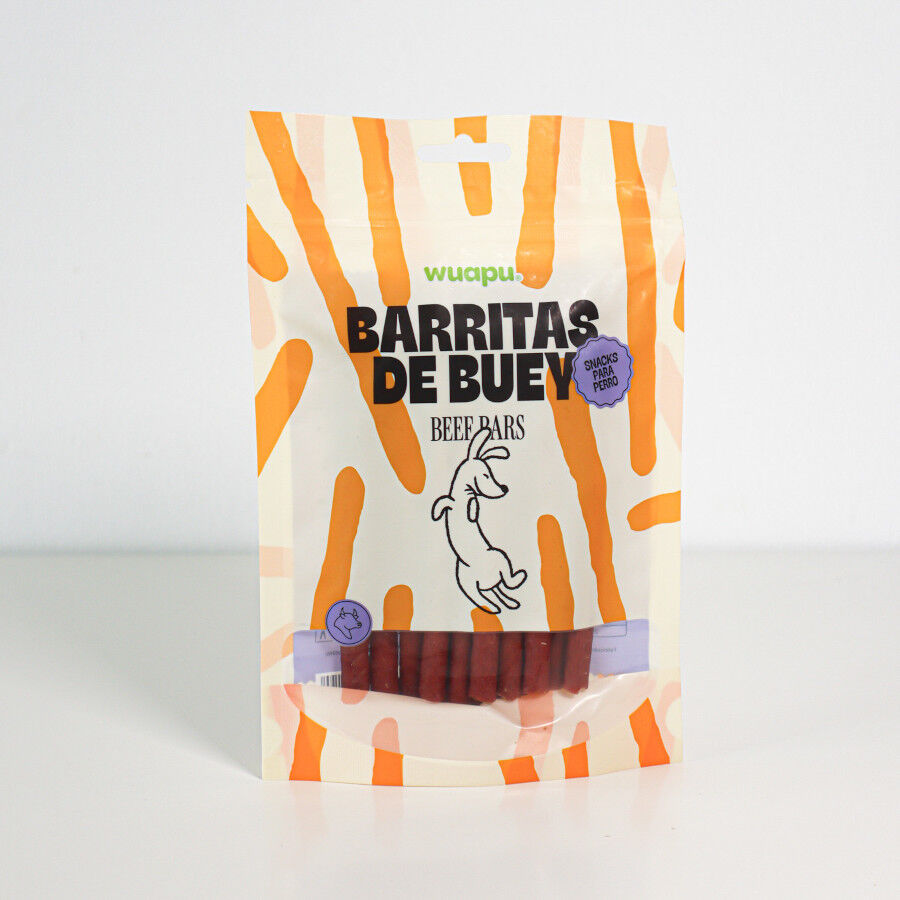 wuapu.
BARRITAS
DE BUEY
SNACKS
PARA
PERRO
BEEF BARS